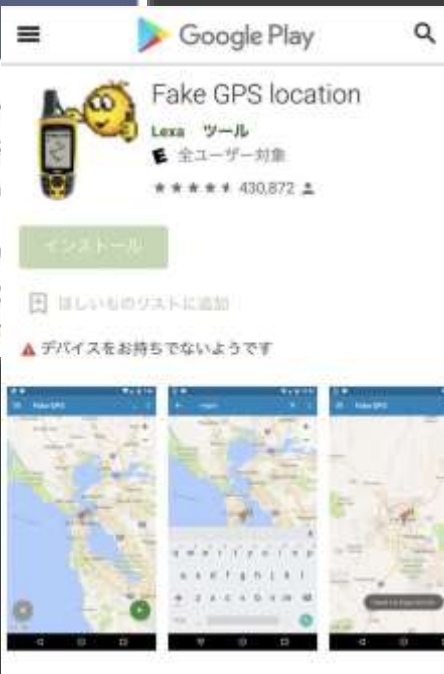 Google Play
Fake GPS location
Lexa ツール
E 全ユーザー対象
430,872
インストール
ほしいものリストに追加
デバイスをお持ちでないようです
Fake GPS
Fake GPS
q w e r t y u i o p
a s d f g h j k l
z x c v b n m